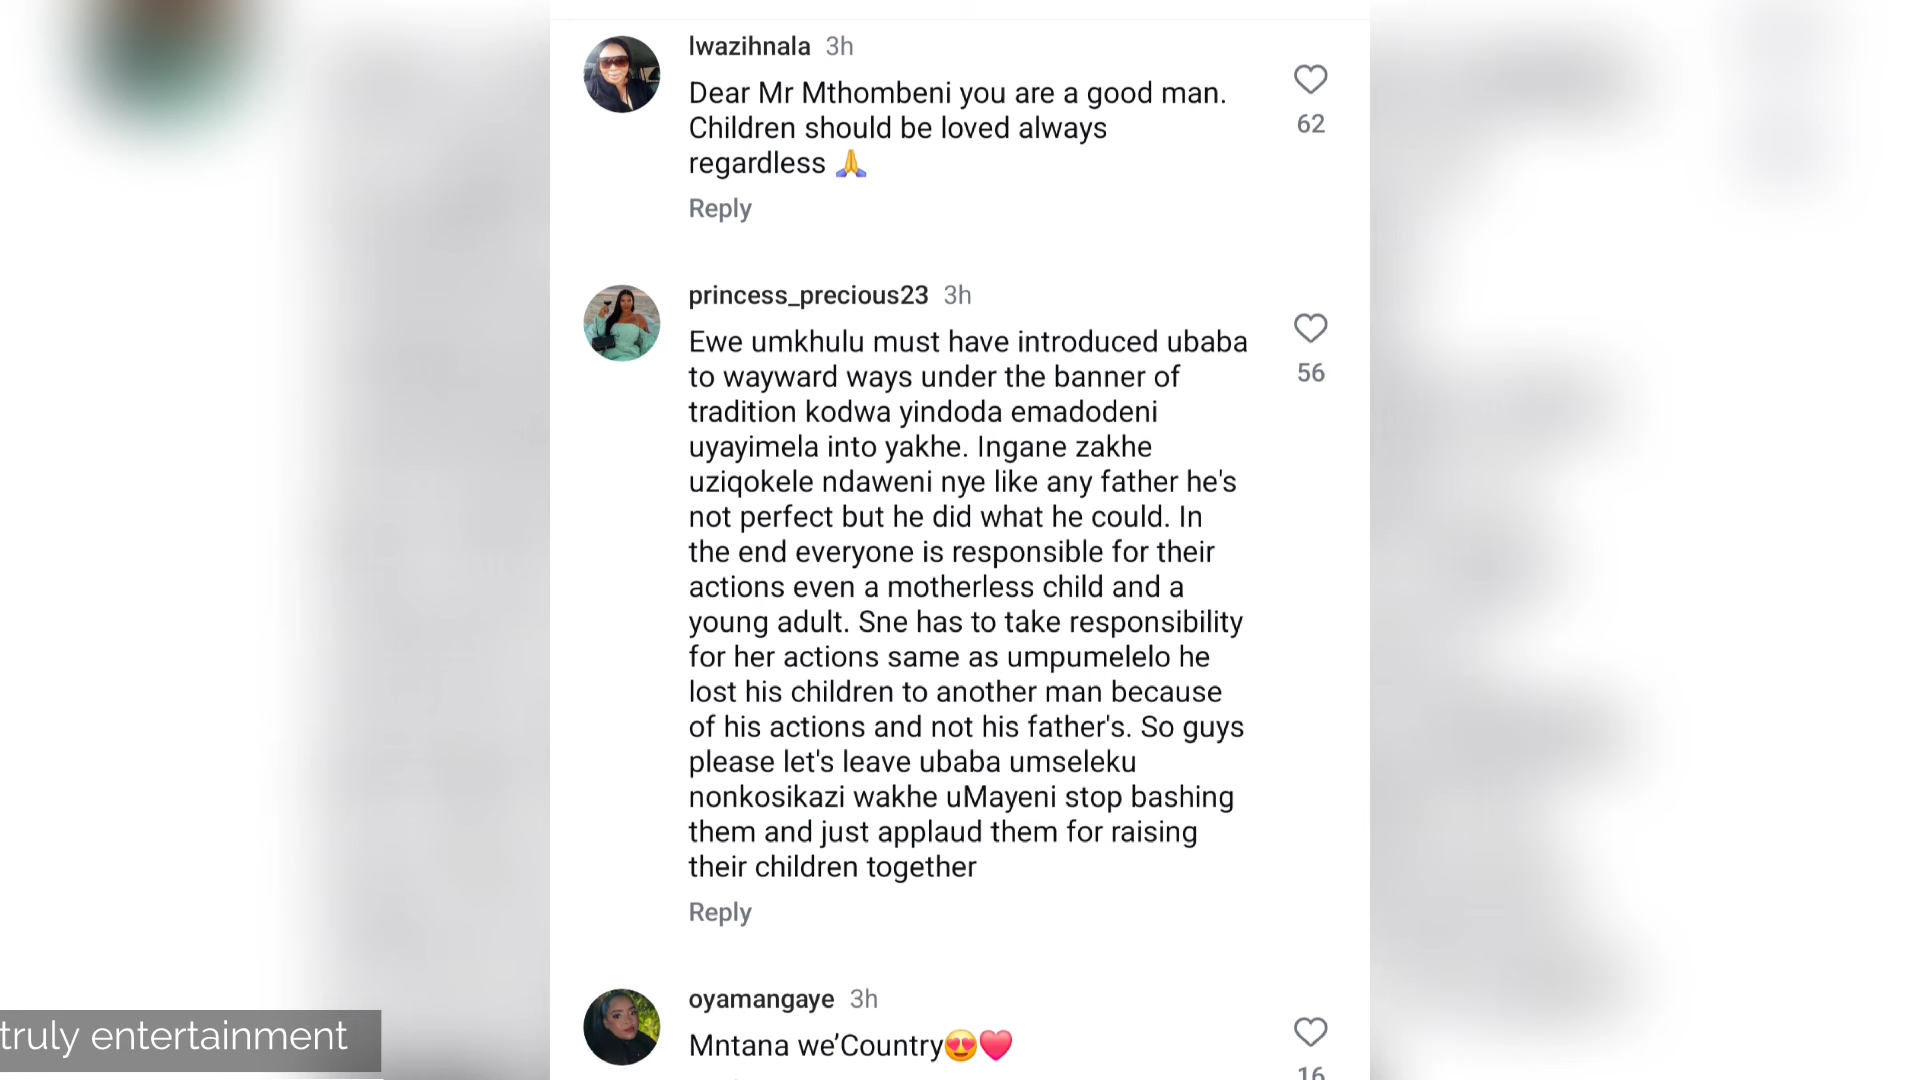 lwazihnala 3h
Dear Mr Mthombeni you are a good man.
Children should be loved always
regardless 🙏
62
Reply
princess_precious23 3h
Ewe umkhulu must have introduced ubaba
to wayward ways under the banner of
tradition kodwa yindoda emadodeni
uyayimela into yakhe. Ingane zakhe
uziqokele ndaweni nye like any father he's
not perfect but he did what he could. In
the end everyone is responsible for their
actions even a motherless child and a
young adult. Sne has to take responsibility
for her actions same as umpumelelo he
lost his children to another man because
of his actions and not his father's. So guys
please let's leave ubaba umseleku
nonkosikazi wakhe uMayeni stop bashing
them and just applaud them for raising
their children together
56
Reply
oyamangaye 3h
Mntana we’Country😍❤️
16
truly entertainment